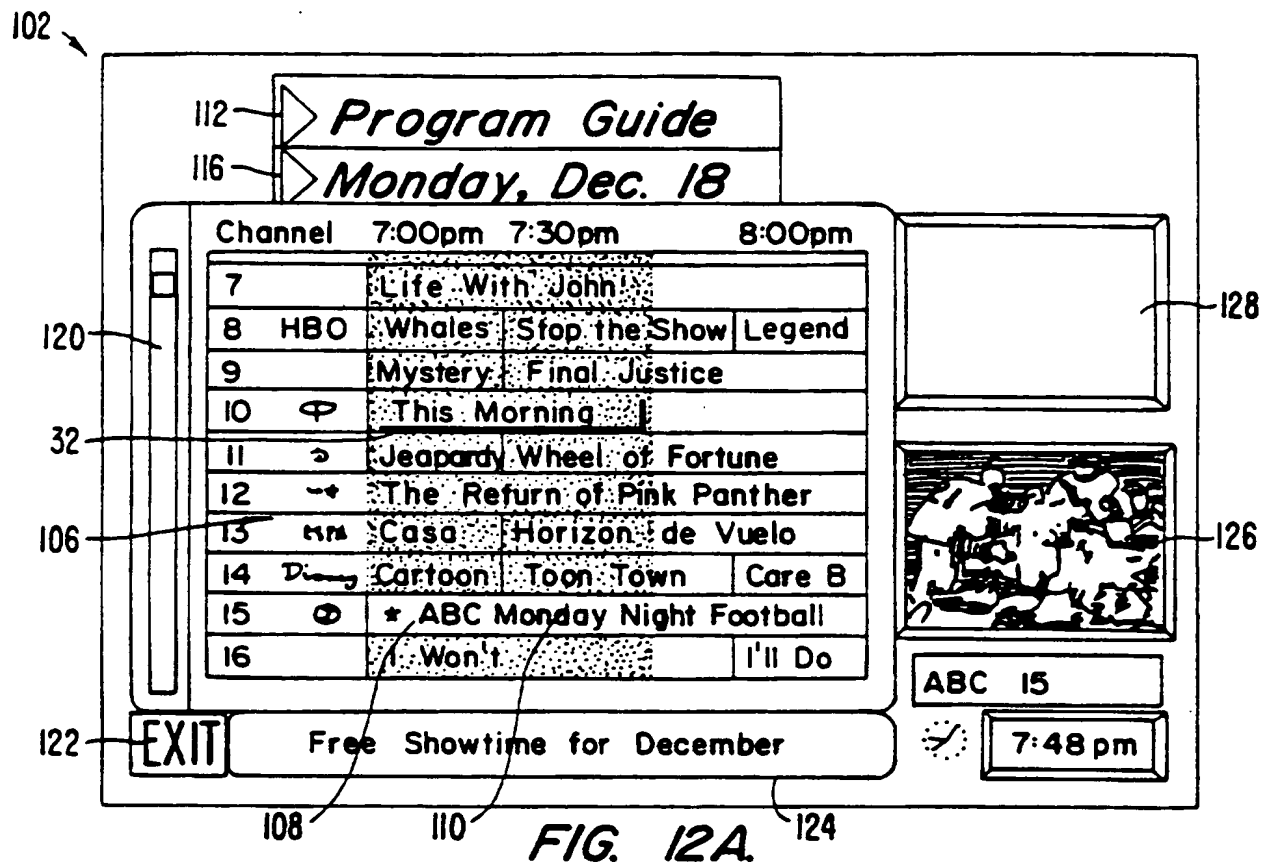 102
112 Program Guide
116 Monday, Dec. 18
Channel 7:00pm 7:30pm 8:00pm
7 Life With John
8 HBO Whales Stop the Show Legend
9 Mystery Final Justice
10 This Morning
11 Jeapardy Wheel of Fortune
12 The Return of Pink Panther
13 Casa Horizon de Vuelo
14 Disney Cartoon Toon Town Care B
15 * ABC Monday Night Football
16 I Won't I'll Do
120
32
106
128
126
ABC 15
122 EXIT Free Showtime for December
7:48 pm
108 110 124
FIG. 12A.